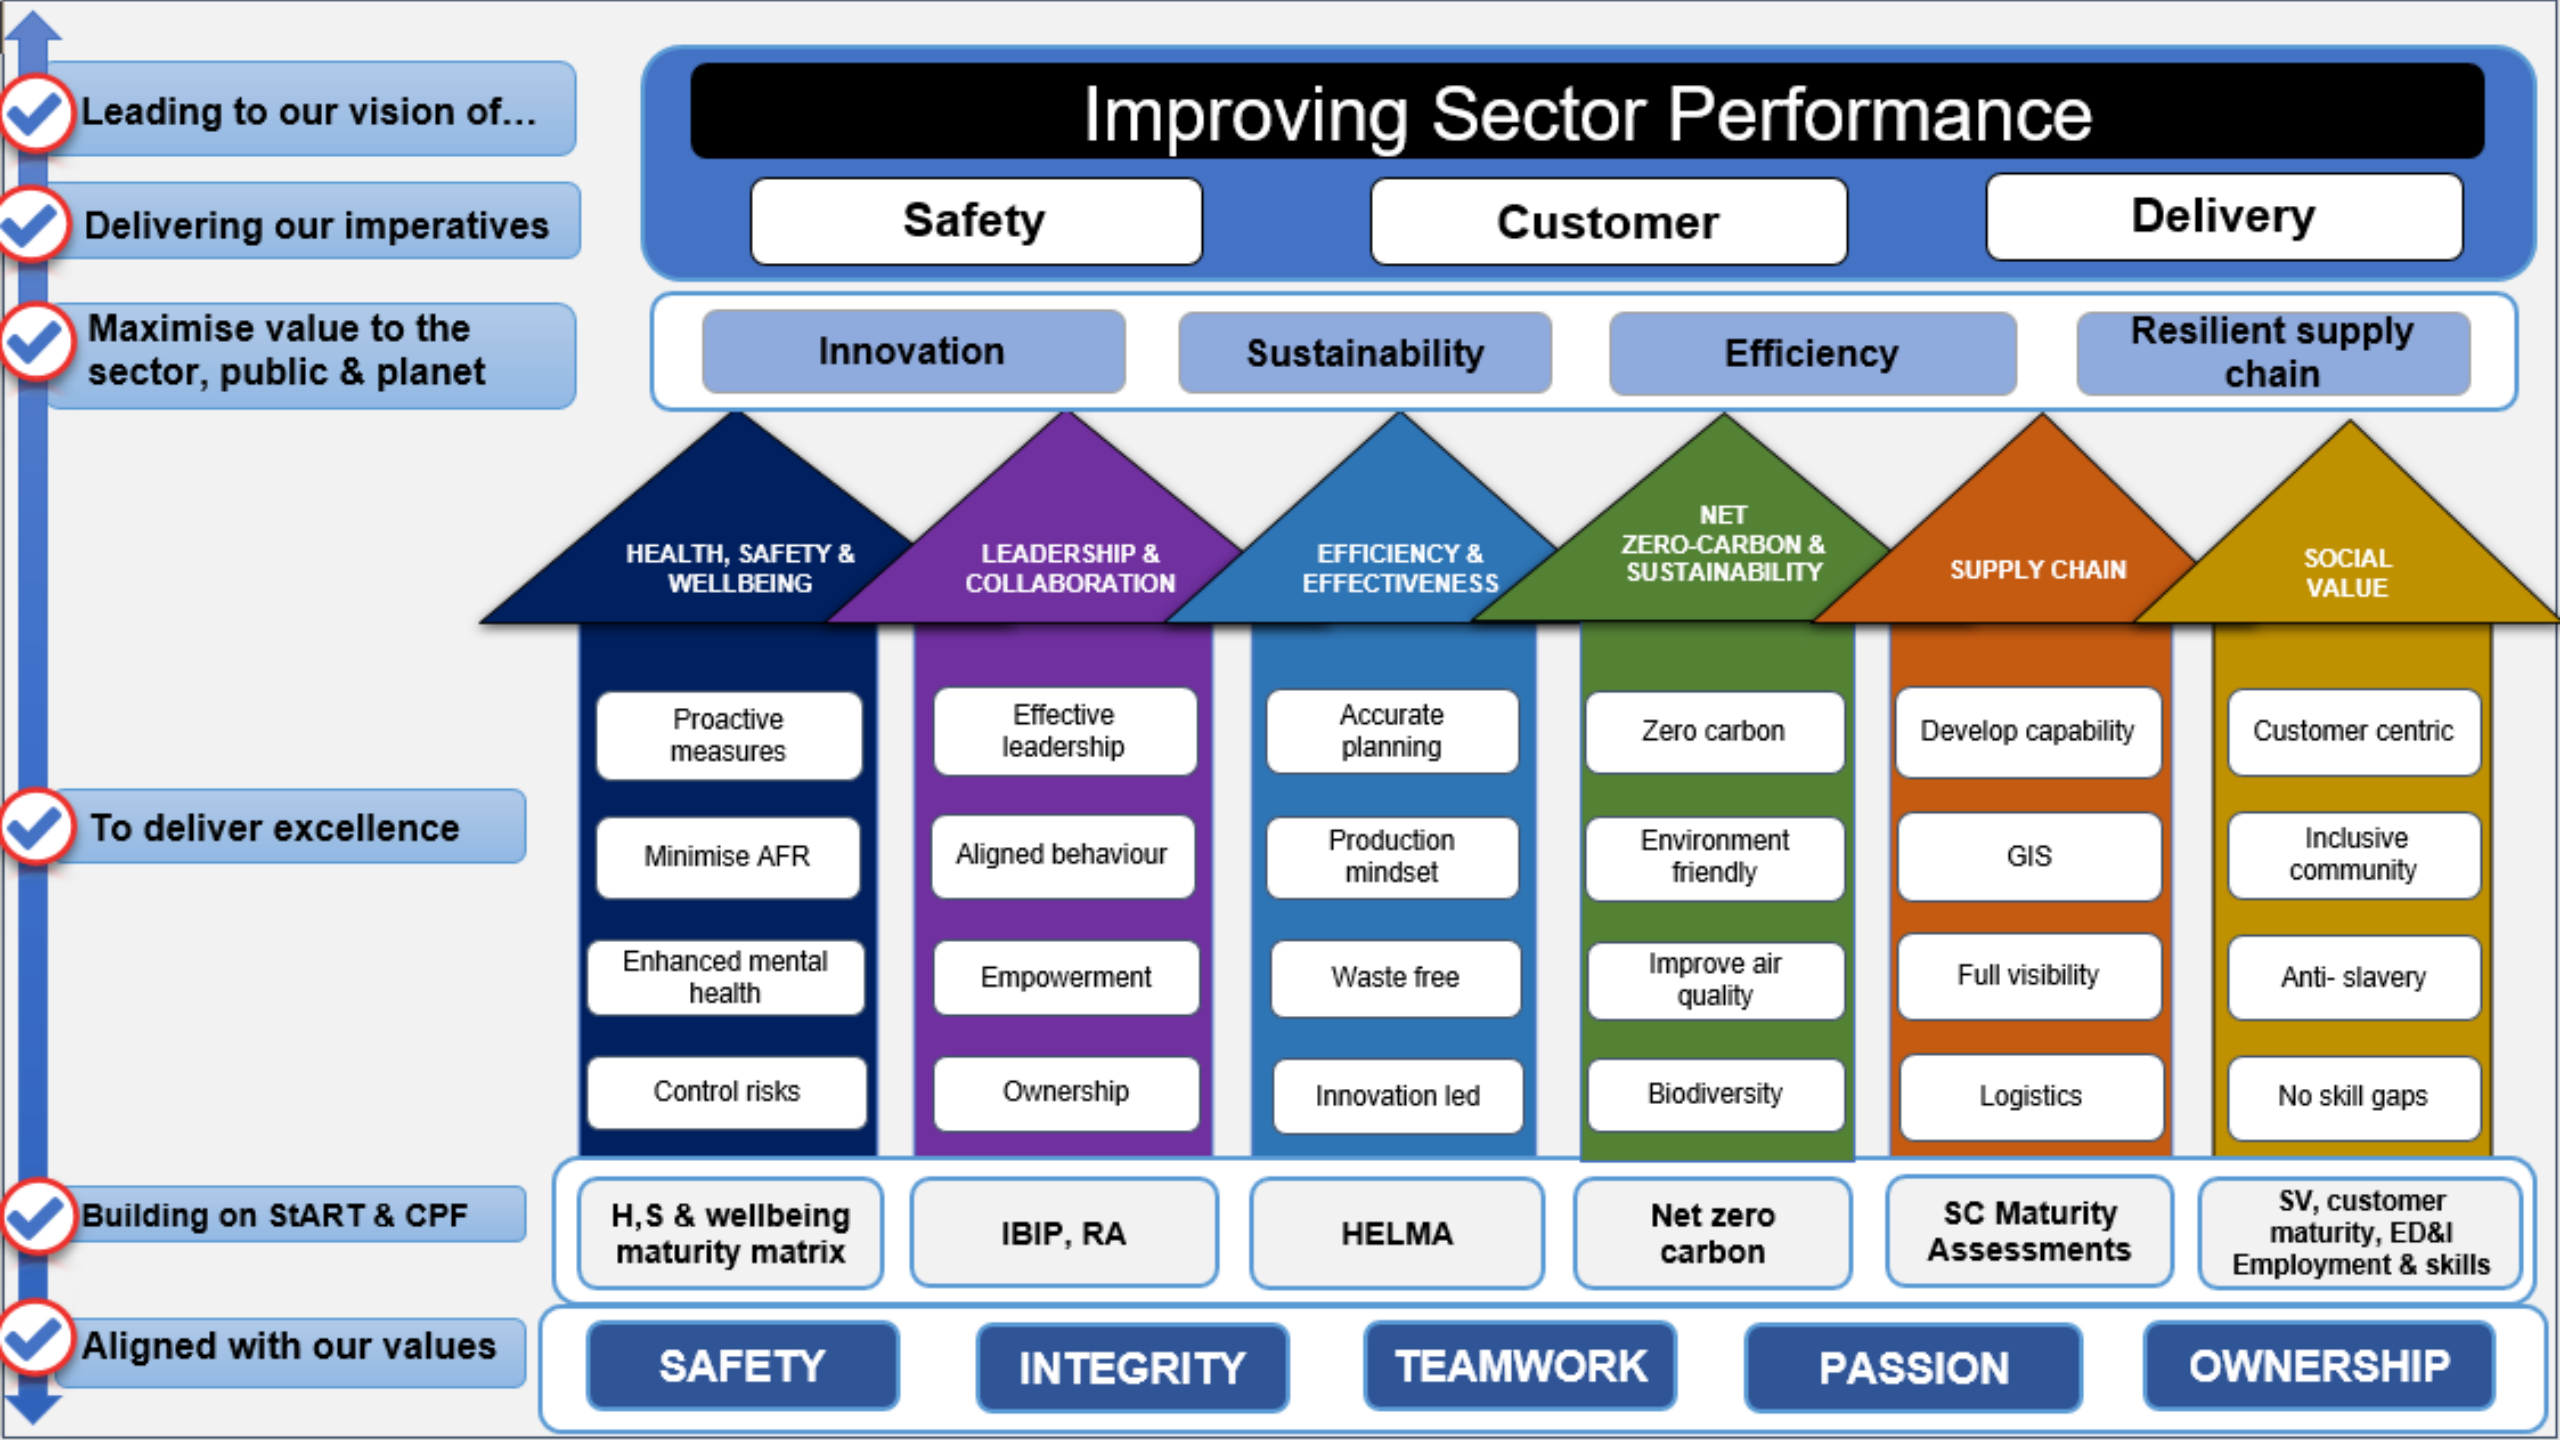 Leading to our vision of...
Improving Sector Performance
Delivering our imperatives
Safety
Customer
Delivery
Maximise value to the
sector, public & planet
Innovation
Sustainability
Efficiency
Resilient supply
chain
HEALTH, SAFETY &
WELLBEING
LEADERSHIP &
COLLABORATION
EFFICIENCY &
EFFECTIVENESS
NET
ZERO-CARBON &
SUSTAINABILITY
SUPPLY CHAIN
SOCIAL
VALUE
To deliver excellence
Proactive
measures
Minimise AFR
Enhanced mental
health
Control risks
Effective
leadership
Aligned behaviour
Empowerment
Ownership
Accurate
planning
Production
mindset
Waste free
Innovation led
Zero carbon
Environment
friendly
Improve air
quality
Biodiversity
Develop capability
GIS
Full visibility
Logistics
Customer centric
Inclusive
community
Anti- slavery
No skill gaps
Building on StART & CPF
H,S & wellbeing
maturity matrix
IBIP, RA
HELMA
Net zero
carbon
SC Maturity
Assessments
SV, customer
maturity, ED&I
Employment & skills
Aligned with our values
SAFETY
INTEGRITY
TEAMWORK
PASSION
OWNERSHIP